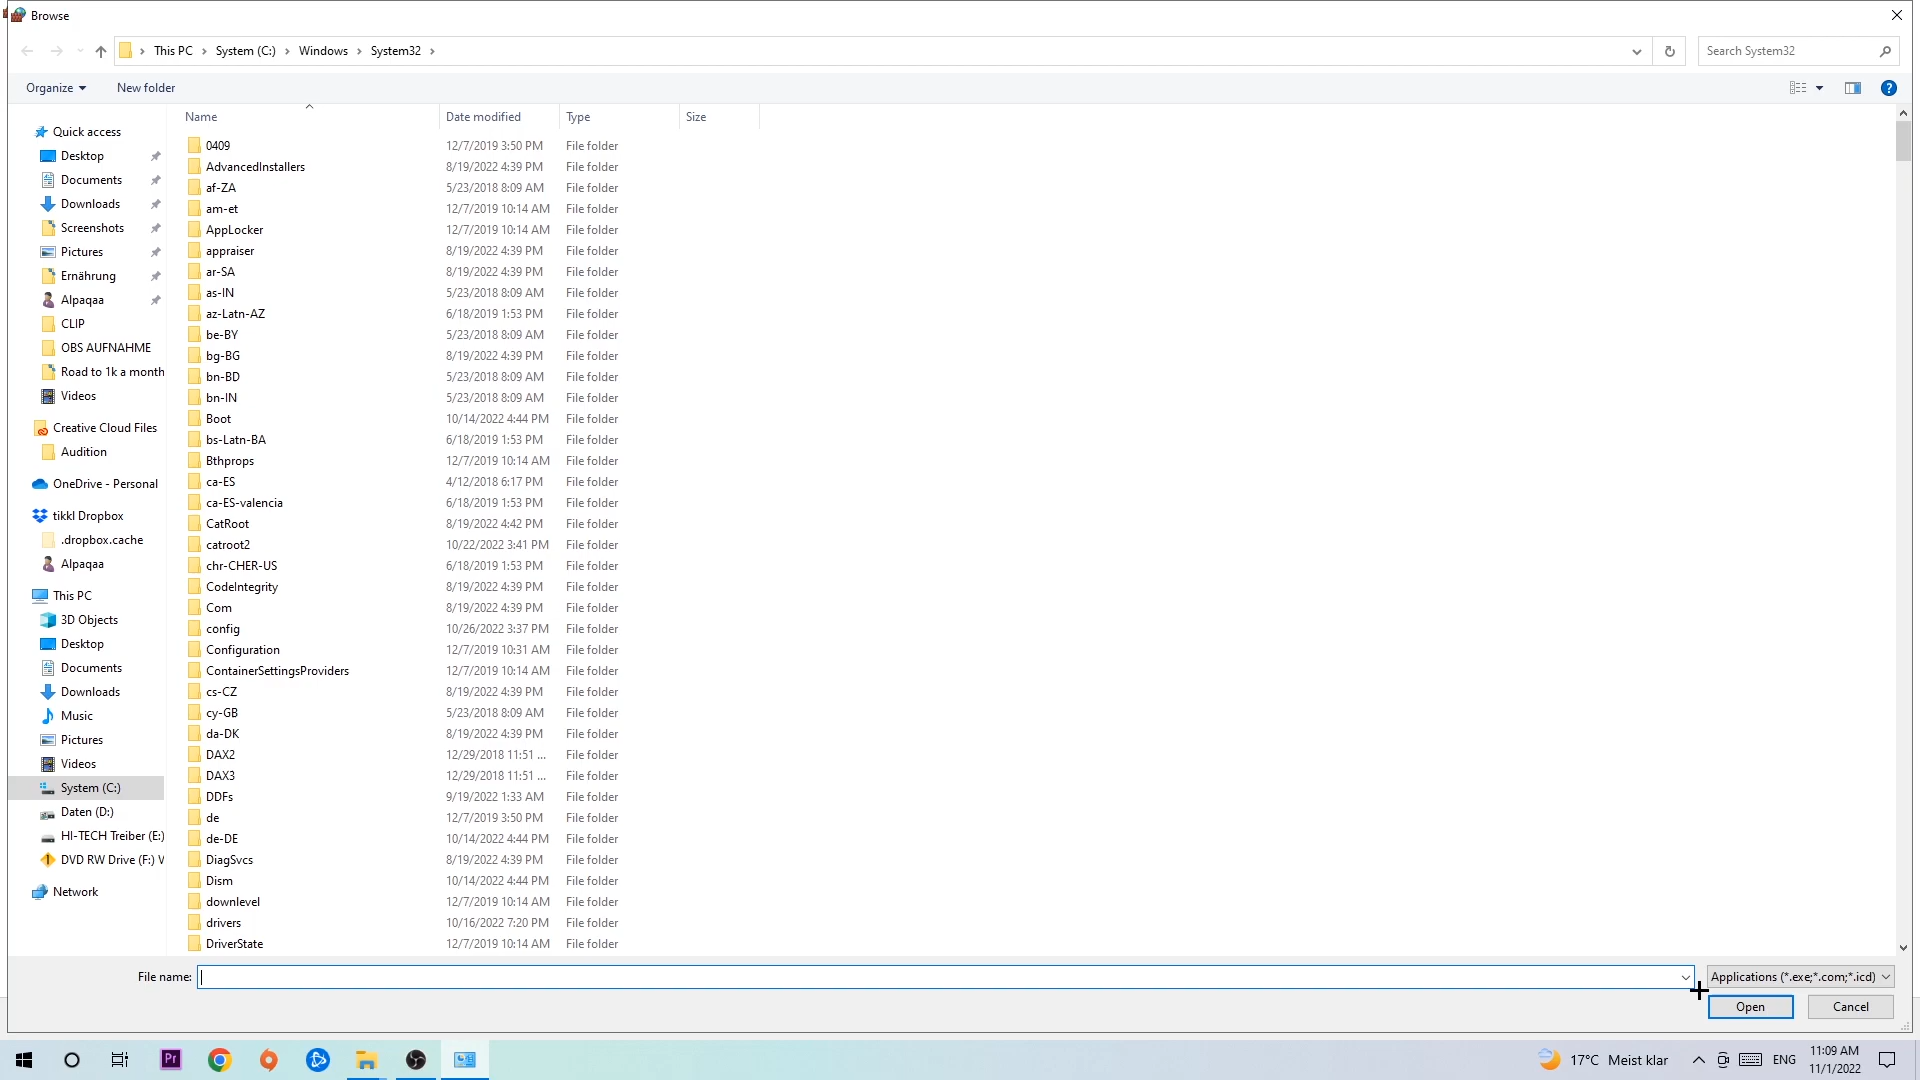 Browse
This PC > System (C:) > Windows > System32 >
Search System32
Organize
New folder
Name
Date modified
Type
Size
Quick access
Desktop
Documents
Downloads
Screenshots
Pictures
Ernährung
Alpaqaa
CLIP
OBS AUFNAHME
Road to 1k a month
Videos
Creative Cloud Files
Audition
OneDrive - Personal
tikkl Dropbox
.dropbox.cache
Alpaqaa
This PC
3D Objects
Desktop
Documents
Downloads
Music
Pictures
Videos
System (C:)
Daten (D:)
HI-TECH Treiber (E:)
DVD RW Drive (F:) V
Network
0409 12/7/2019 3:50 PM File folder
AdvancedInstallers 8/19/2022 4:39 PM File folder
af-ZA 5/23/2018 8:09 AM File folder
am-et 12/7/2019 10:14 AM File folder
AppLocker 12/7/2019 10:14 AM File folder
appraiser 8/19/2022 4:39 PM File folder
ar-SA 8/19/2022 4:39 PM File folder
as-IN 5/23/2018 8:09 AM File folder
az-Latn-AZ 6/18/2019 1:53 PM File folder
be-BY 5/23/2018 8:09 AM File folder
bg-BG 8/19/2022 4:39 PM File folder
bn-BD 5/23/2018 8:09 AM File folder
bn-IN 5/23/2018 8:09 AM File folder
Boot 10/14/2022 4:44 PM File folder
bs-Latn-BA 6/18/2019 1:53 PM File folder
Bthprops 12/7/2019 10:14 AM File folder
ca-ES 4/12/2018 6:17 PM File folder
ca-ES-valencia 6/18/2019 1:53 PM File folder
CatRoot 8/19/2022 4:42 PM File folder
catroot2 10/22/2022 3:41 PM File folder
chr-CHER-US 6/18/2019 1:53 PM File folder
CodeIntegrity 8/19/2022 4:39 PM File folder
Com 8/19/2022 4:39 PM File folder
config 10/26/2022 3:37 PM File folder
Configuration 12/7/2019 10:31 AM File folder
ContainerSettingsProviders 12/7/2019 10:14 AM File folder
cs-CZ 8/19/2022 4:39 PM File folder
cy-GB 5/23/2018 8:09 AM File folder
da-DK 8/19/2022 4:39 PM File folder
DAX2 12/29/2018 11:51 ... File folder
DAX3 12/29/2018 11:51 ... File folder
DDFs 9/19/2022 1:33 AM File folder
de 12/7/2019 3:50 PM File folder
de-DE 10/14/2022 4:44 PM File folder
DiagSvcs 8/19/2022 4:39 PM File folder
Dism 10/14/2022 4:44 PM File folder
downlevel 12/7/2019 10:14 AM File folder
drivers 10/16/2022 7:20 PM File folder
DriverState 12/7/2019 10:14 AM File folder
File name:
Applications (*.exe;*.com;*.icd)
Open
Cancel
Pr
17°C Meist klar
ENG
11:09 AM
11/1/2022